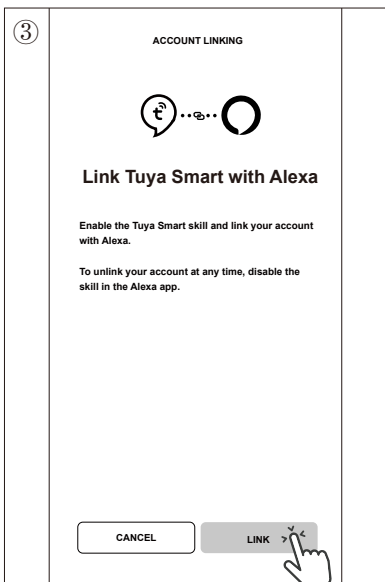 ③
ACCOUNT LINKING
Link Tuya Smart with Alexa
Enable the Tuya Smart skill and link your account
with Alexa.
To unlink your account at any time, disable the
skill in the Alexa app.
CANCEL LINK